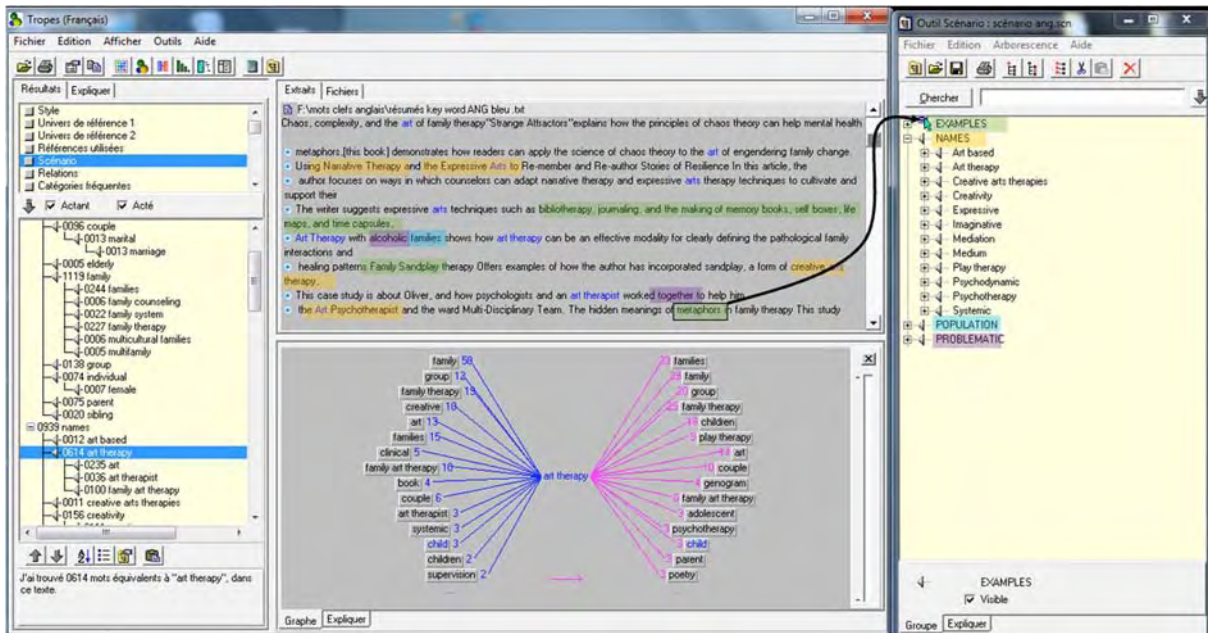 Tropes (Français)
Fichier Edition Afficher Outils Aide
Résultats Expliquer
Style
Univers de référence 1
Univers de référence 2
Références utilisées
Scénario
Relations
Catégories fréquentes
Actant Acté
0096 couple
0013 marital
0013 marriage
0005 elderly
1119 family
0244 families
0006 family counseling
0022 family system
0227 family therapy
0006 multicultural families
0005 multifamily
0138 group
0074 individual
0007 female
0075 parent
0020 sibling
0939 names
0012 art based
0614 art therapy
0235 art
0036 art therapist
0100 family art therapy
0011 creative arts therapies
0156 creativity
J'ai trouvé 0614 mots équivalents à "art therapy", dans
ce texte.
Extraits Fichiers
F:\mots clefs anglais\résumés key word ANG bleu .txt
Chaos, complexity, and the art of family therapy"Strange Attractors"explains how the principles of chaos theory can help mental health
metaphors.[this book] demonstrates how readers can apply the science of chaos theory to the art of engendering family change.
Using Narrative Therapy and the Expressive Arts to Re-member and Re-author Stories of Resilience In this article, the
author focuses on ways in which counselors can adapt narrative therapy and expressive arts therapy techniques to cultivate and
support their
The writer suggests expressive arts techniques such as bibliotherapy, journaling, and the making of memory books, self boxes, life
maps, and time capsules.
Art Therapy with alcoholic families shows how art therapy can be an effective modality for clearly defining the pathological family
interactions and
healing patterns Family Sandplay therapy Offers examples of how the author has incorporated sandplay, a form of creative art
therapy.
This case study is about Oliver, and how psychologists and an art therapist worked together to help him
the Art Psychotherapist and the ward Multi-Disciplinary Team. The hidden meanings of metaphors in family therapy This study
family 58
group 12
family therapy 19
creative 18
art 13
families 15
clinical 5
family art therapy 10
book 4
couple 6
art therapist 3
systemic 3
child 3
children 2
supervision 2
art therapy
families
family
group
family therapy
children
play therapy
14 art
10 couple
4 genogram
family art therapy
adolescent
3 psychotherapy
3 child
3 parent
3 poetry
Graphe Expliquer
Outil Scénario : scénario ang.scn
Fichier Edition Arborescence Aide
Chercher
EXAMPLES
NAMES
Art based
Art therapy
Creative arts therapies
Creativity
Expressive
Imaginative
Mediation
Medium
Play therapy
Psychodynamic
Psychotherapy
Systemic
POPULATION
PROBLEMATIC
EXAMPLES
Visible
Groupe Expliquer